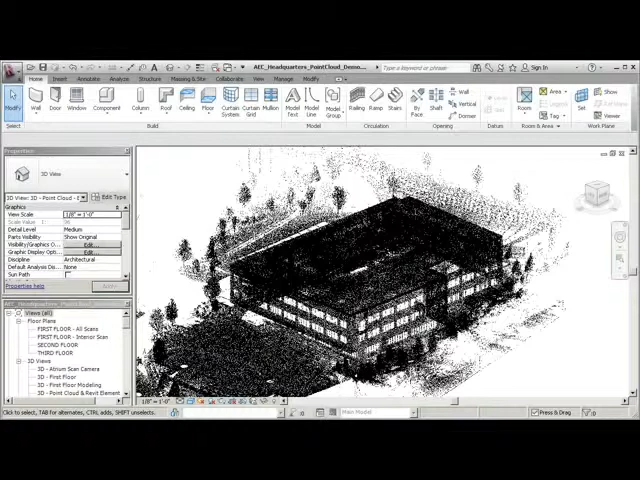 AEC_Headquarters_PointCloud_Demo...
Type a keyword or phrase
Sign In
Home Insert Annotate Analyze Structure Massing & Site Collaborate View Manage Modify
Modify Wall Door Window Component Column Roof Ceiling Floor Curtain System Curtain Grid Mullion Model Text Model Line Model Group Railing Ramp Stairs By Face Shaft Wall Vertical Dormer Room Area Tag Set Show Viewer
Select Build Model Circulation Opening Datum Room & Area Work Plane
Properties
3D View
3D View: 3D - Point Cloud - E
Edit Type
Graphics
View Scale 1/8" = 1'-0"
Scale Value 1: 96
Detail Level Medium
Parts Visibility Show Original
Visibility/Graphics O... Edit...
Graphic Display Opti... Edit...
Discipline Architectural
Default Analysis Dis... None
Sun Path
Properties help Apply
Views (all)
Floor Plans
FIRST FLOOR - All Scans
FIRST FLOOR - Interior Scan
SECOND FLOOR
THIRD FLOOR
3D Views
3D - Atrium Scan Camera
3D - First Floor
3D - First Floor Modeling
3D - Point Cloud & Revit Element
1/8" = 1'-0"
Click to select, TAB for alternates, CTRL adds, SHIFT unselects.
:0
Main Model
Press & Drag
:0